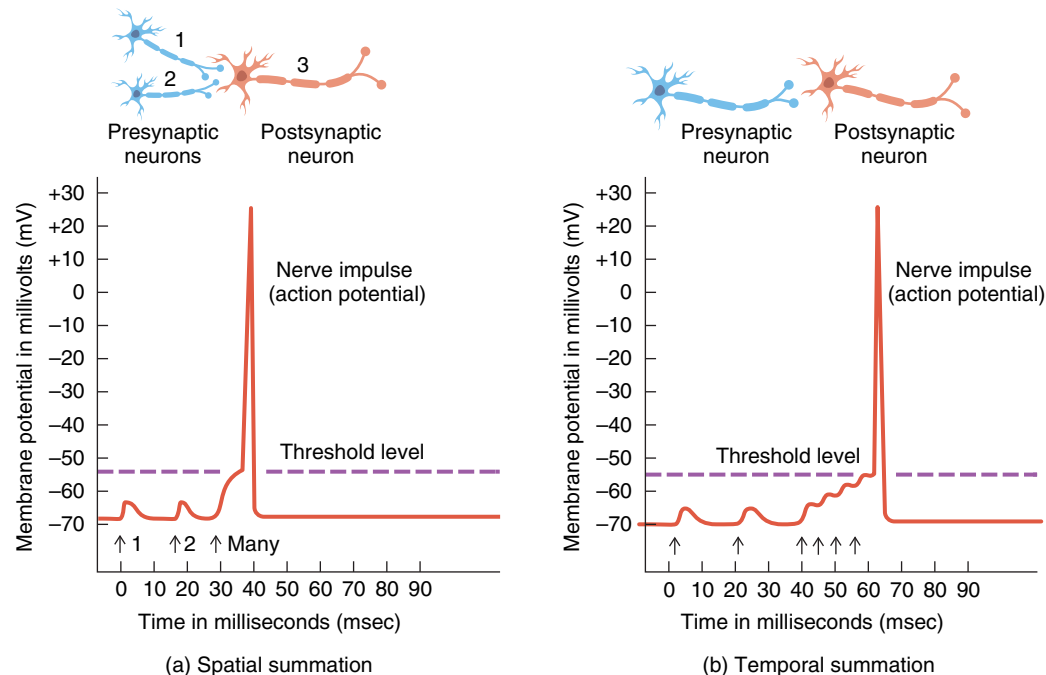 1
2
3
Presynaptic
neurons
Postsynaptic
neuron
Membrane potential in millivolts (mV)
+30
+20
+10
0
–10
–20
–30
–40
–50
–60
–70
Nerve impulse
(action potential)
Threshold level
1
2
Many
0 10 20 30 40 50 60 70 80 90
Time in milliseconds (msec)
(a) Spatial summation
Presynaptic
neuron
Postsynaptic
neuron
Membrane potential in millivolts (mV)
+30
+20
+10
0
–10
–20
–30
–40
–50
–60
–70
Nerve impulse
(action potential)
Threshold level
0 10 20 30 40 50 60 70 80 90
Time in milliseconds (msec)
(b) Temporal summation